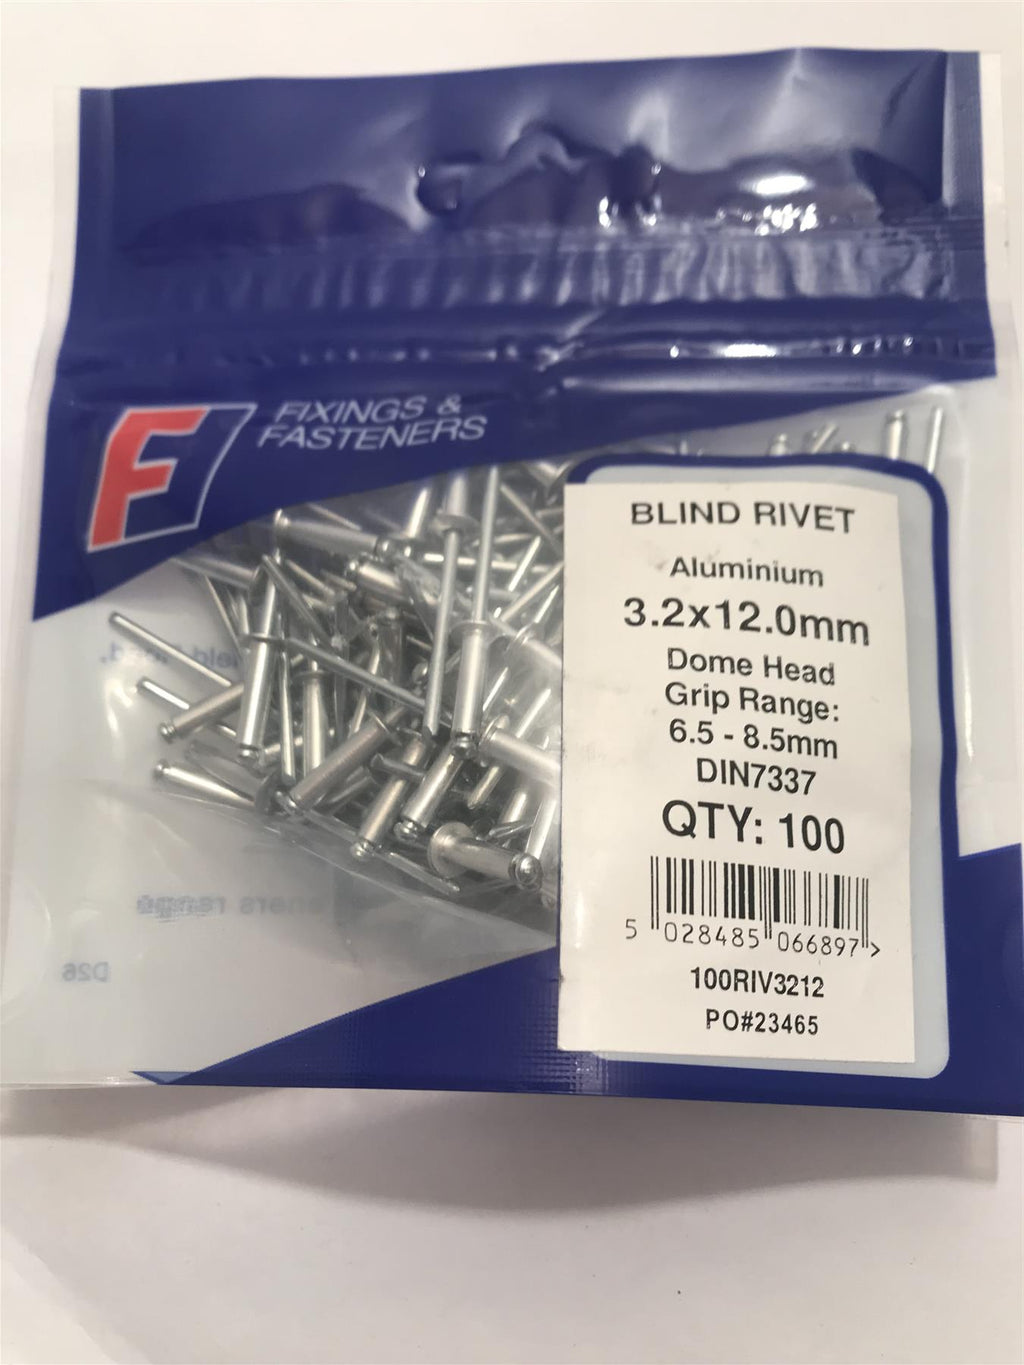 F
FIXINGS &
FASTENERS
BLIND RIVET
Aluminium
3.2x12.0mm
Dome Head
Grip Range:
6.5 - 8.5mm
DIN7337
QTY: 100
5 028485 066897 >
100RIV3212
PO#23465
D26